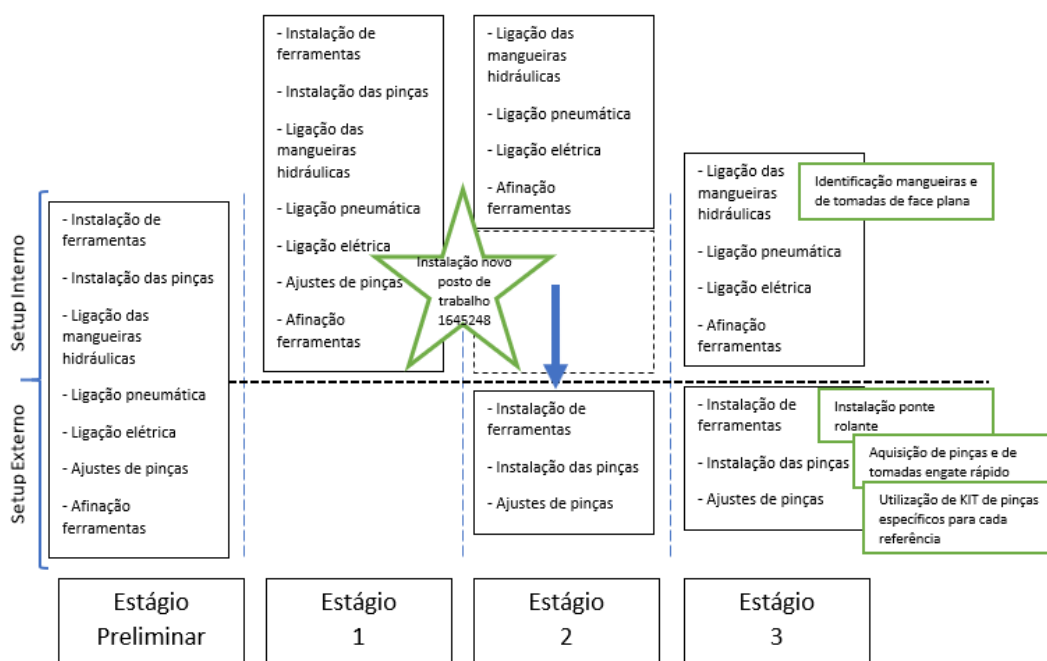 Setup Interno
Setup Externo
- Instalação de
ferramentas
- Instalação das pinças
- Ligação das
mangueiras
hidráulicas
- Ligação pneumática
- Ligação elétrica
- Ajustes de pinças
- Afinação
ferramentas
- Instalação de
ferramentas
- Instalação das pinças
- Ligação das
mangueiras
hidráulicas
- Ligação pneumática
- Ligação elétrica
- Ajustes de pinças
- Afinação
ferramentas
Instalação novo
posto de
trabalho
1645248
- Ligação das
mangueiras
hidráulicas
- Ligação pneumática
- Ligação elétrica
- Afinação
ferramentas
- Instalação de
ferramentas
- Instalação das pinças
- Ajustes de pinças
- Ligação das
mangueiras
hidráulicas
- Ligação pneumática
- Ligação elétrica
- Afinação
ferramentas
Identificação mangueiras e
de tomadas de face plana
- Instalação de
ferramentas
- Instalação das pinças
- Ajustes de pinças
Instalação ponte
rolante
Aquisição de pinças e de
tomadas engate rápido
Utilização de KIT de pinças
específicos para cada
referência
Estágio
Preliminar
Estágio
1
Estágio
2
Estágio
3